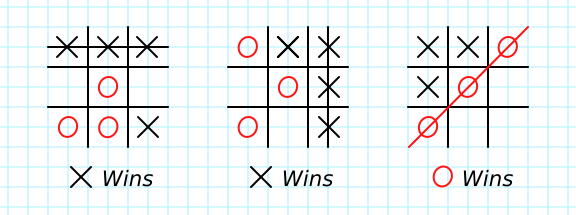 X X X
O
O O X
X Wins
O X X
O X
O X
X Wins
X X O
X O
O
O Wins